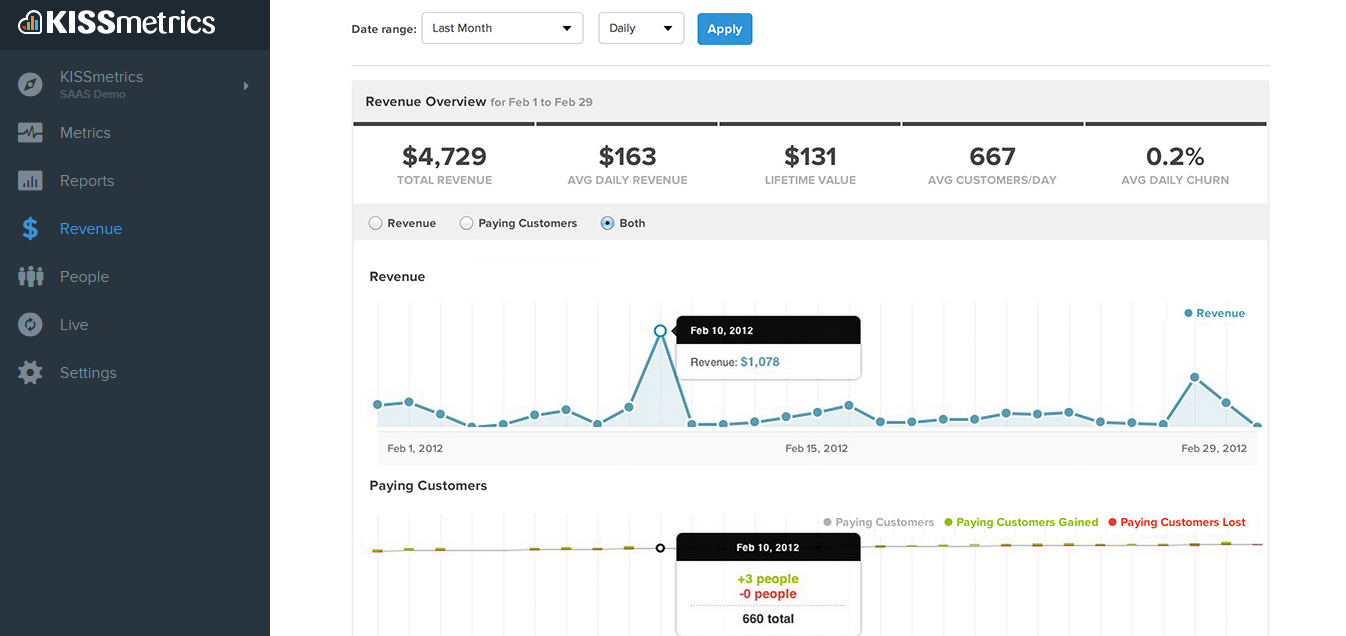 KISSmetrics
Date range: Last Month Daily Apply
KISSmetrics
SAAS Demo
Metrics
Reports
Revenue
People
Live
Settings
Revenue Overview for Feb 1 to Feb 29
$4,729 $163 $131 667 0.2%
TOTAL REVENUE AVG DAILY REVENUE LIFETIME VALUE AVG CUSTOMERS/DAY AVG DAILY CHURN
Revenue Paying Customers Both
Revenue
Revenue
Feb 10, 2012
Revenue: $1,078
Feb 1, 2012 Feb 15, 2012 Feb 29, 2012
Paying Customers
Paying Customers Paying Customers Gained Paying Customers Lost
Feb 10, 2012
+3 people
-0 people
660 total